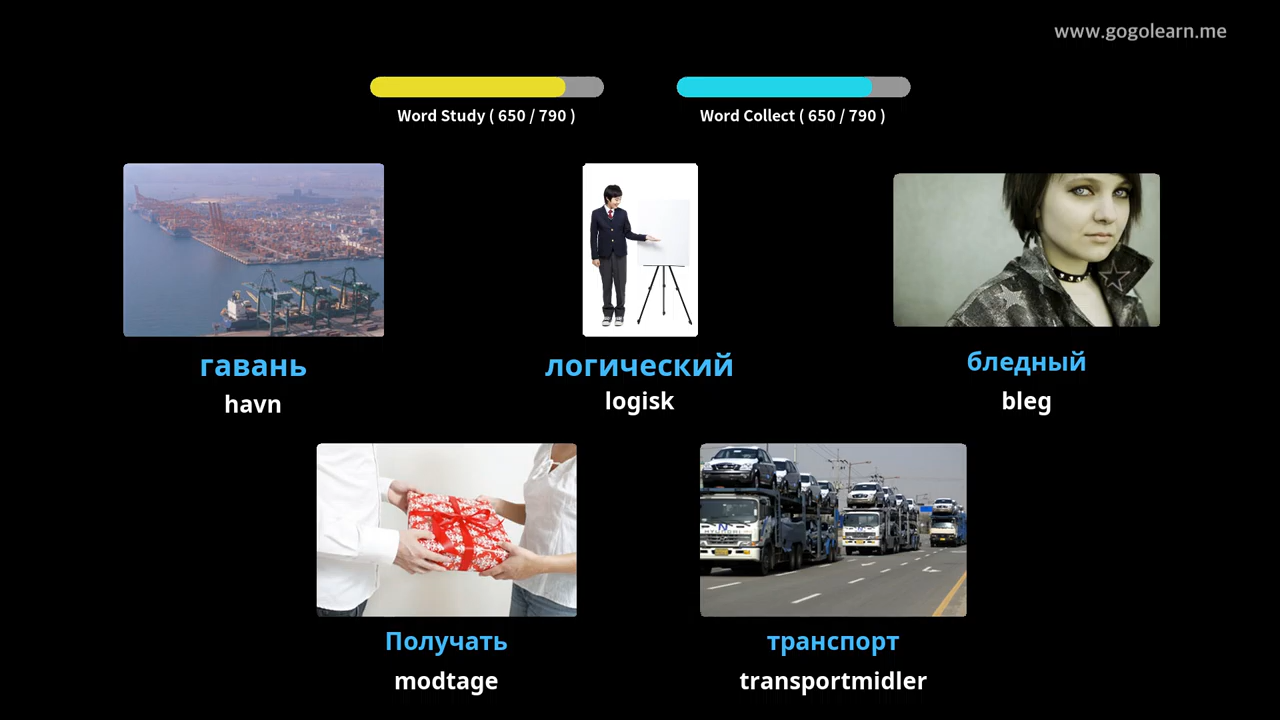 www.gogolearn.me
Word Study ( 650 / 790 )
Word Collect ( 650 / 790 )
гавань
havn
логический
logisk
бледный
bleg
Получать
modtage
транспорт
transportmidler